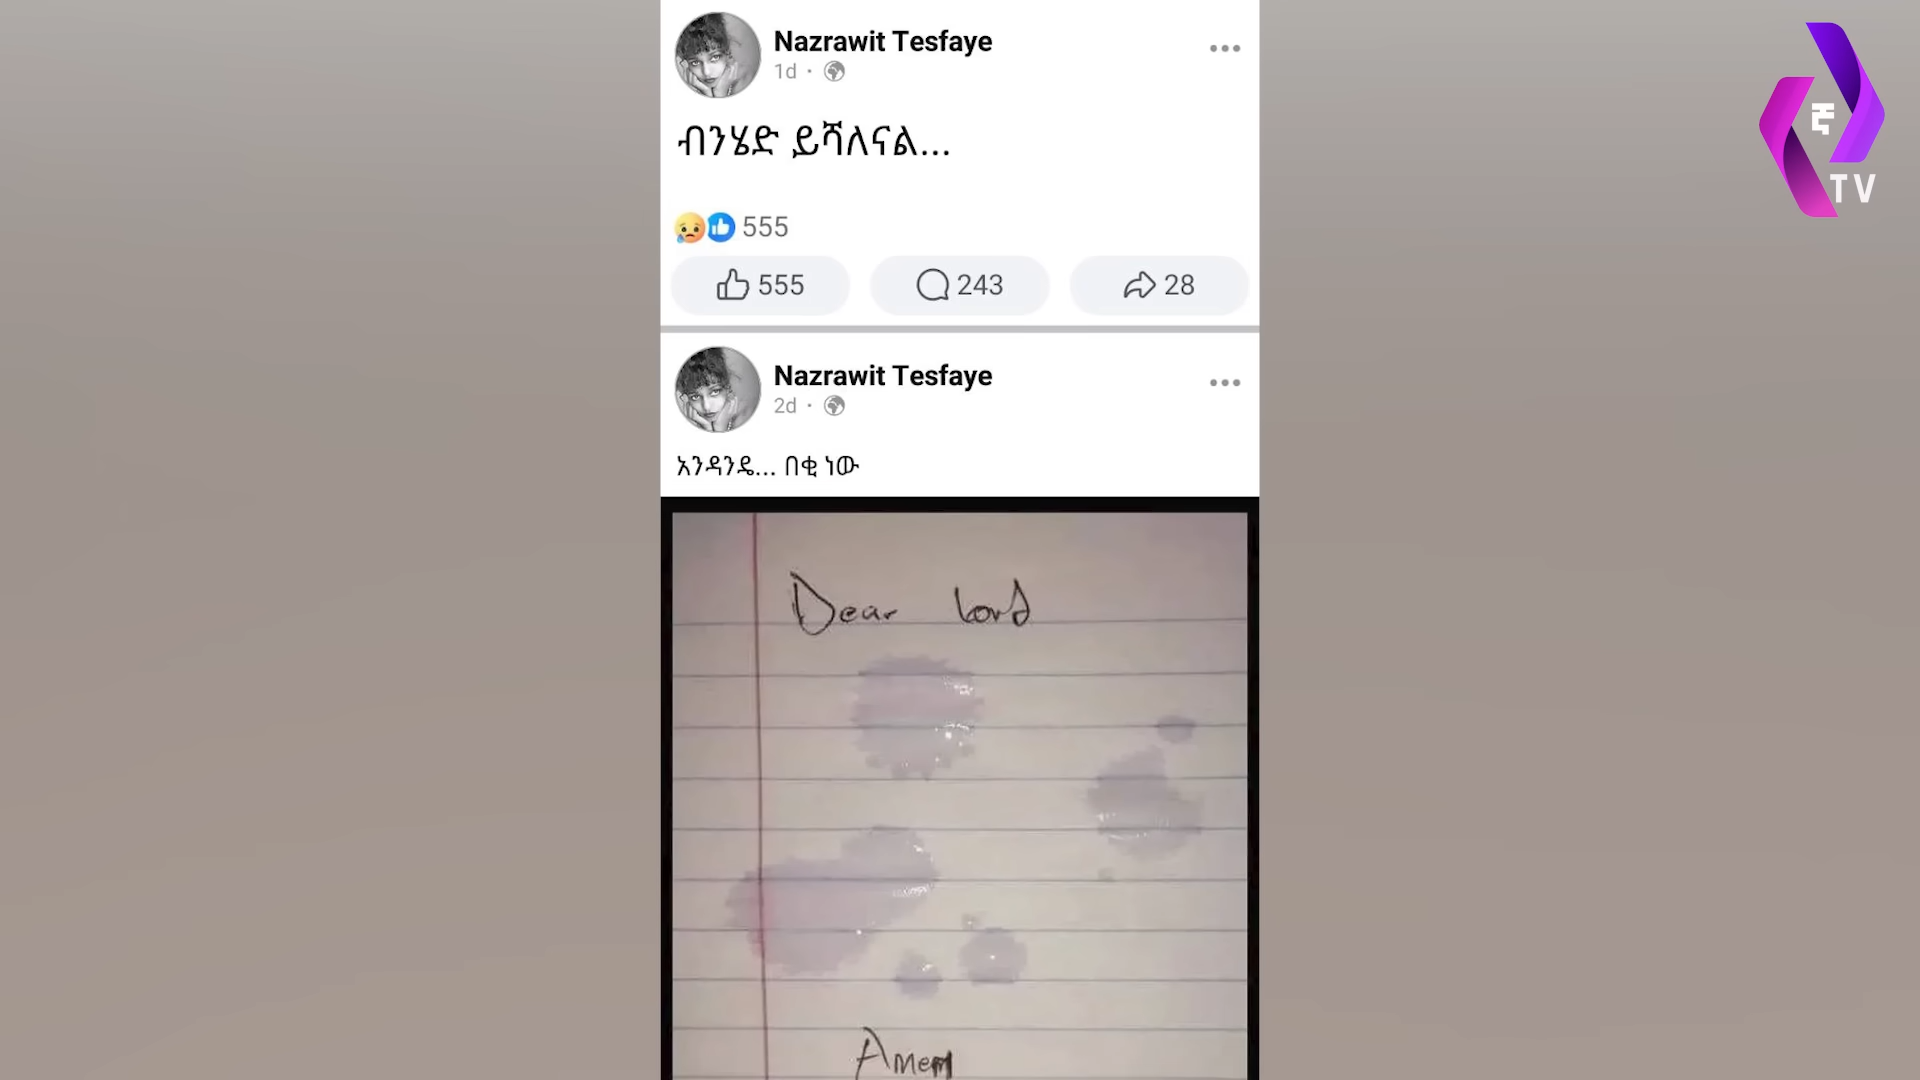 Nazrawit Tesfaye
1d ·
ብንሄድ ይሻለናል...
555
555 243 28
Nazrawit Tesfaye
2d ·
አንዳንዴ... በቂ ነው
Dear Lord
Amen
ኛ
TV